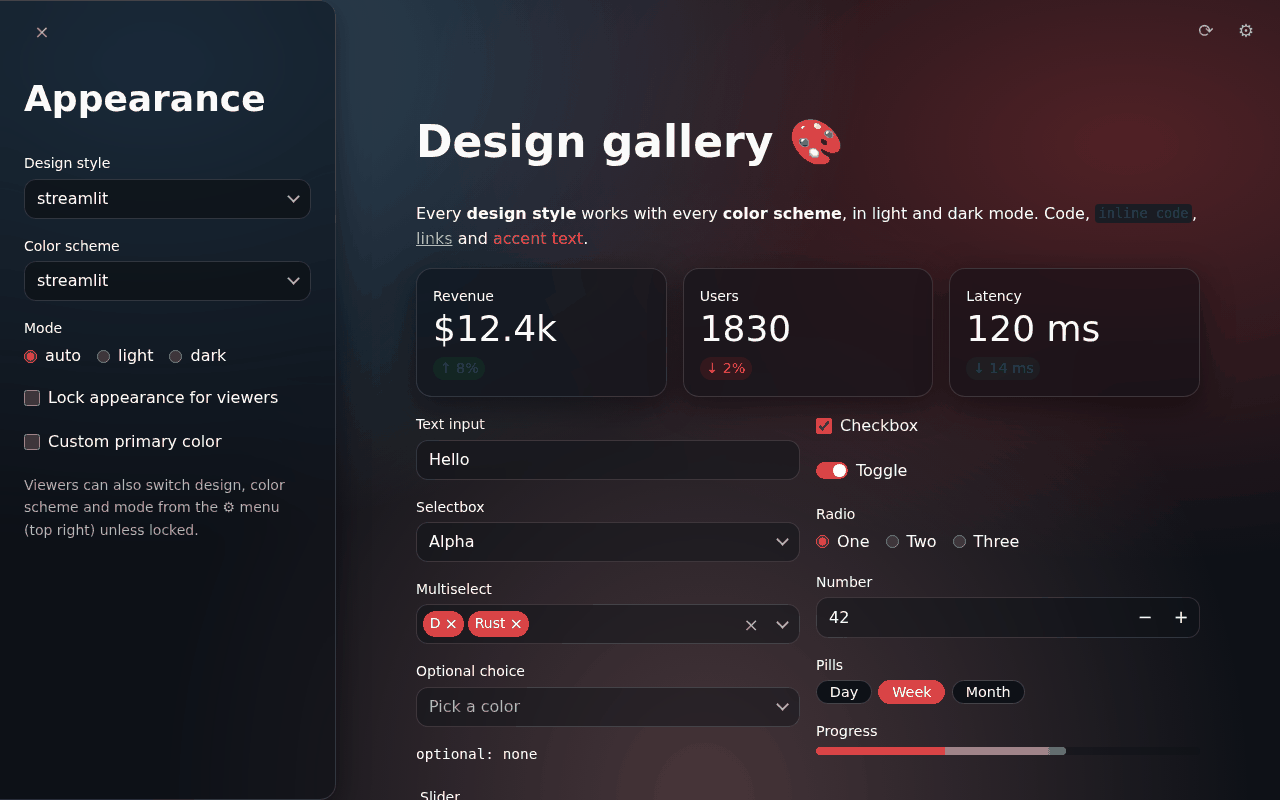 Appearance
Design style
streamlit
Color scheme
streamlit
Mode
auto light dark
Lock appearance for viewers
Custom primary color
Viewers can also switch design, color
scheme and mode from the ⚙ menu
(top right) unless locked.
Design gallery 🎨
Every design style works with every color scheme, in light and dark mode. Code, inline code,
links and accent text.
Revenue
$12.4k
↑ 8%
Users
1830
↓ 2%
Latency
120 ms
↓ 14 ms
Text input
Hello
Selectbox
Alpha
Multiselect
D × Rust ×
Optional choice
Pick a color
optional: none
Slider
Checkbox
Toggle
Radio
One Two Three
Number
42
Pills
Day Week Month
Progress